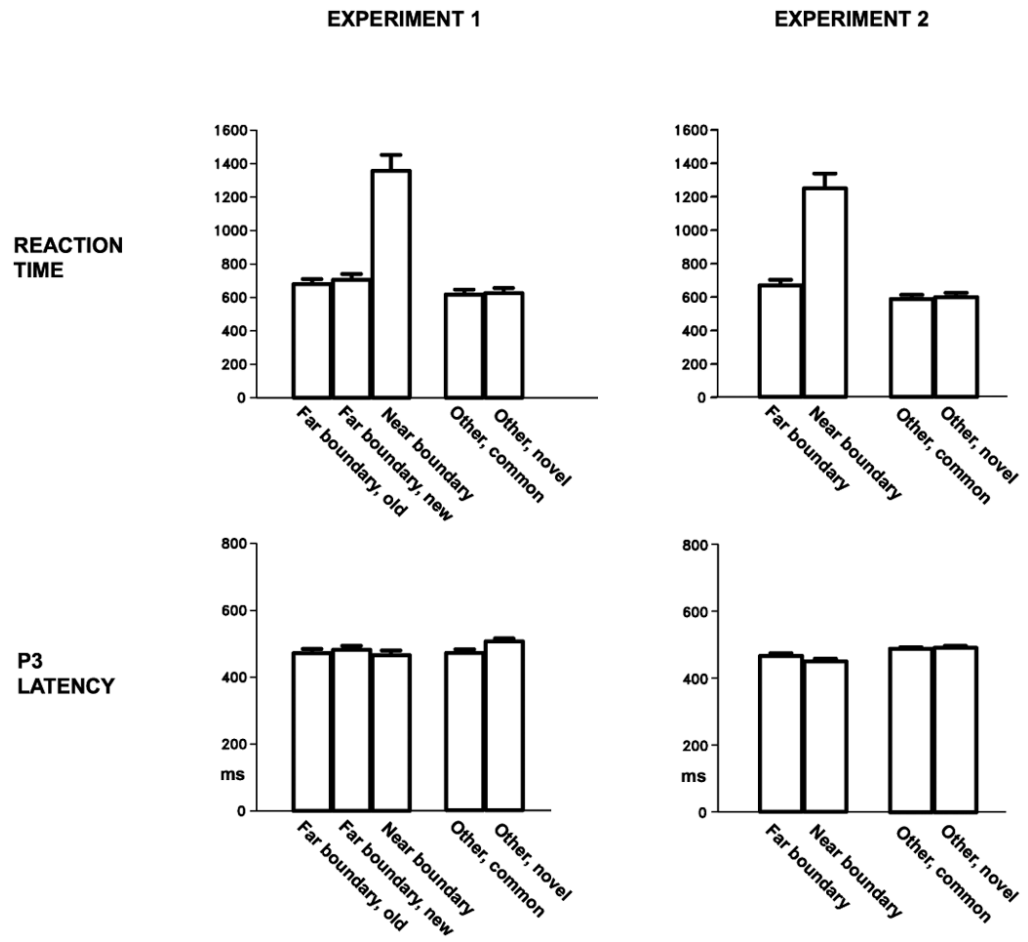 EXPERIMENT 1
EXPERIMENT 2
REACTION
TIME
1600
1400
1200
1000
800
600
400
200
0
Far boundary, old
Far boundary, new
Near boundary
Other, common
Other, novel
1600
1400
1200
1000
800
600
400
200
0
Far boundary
Near boundary
Other, common
Other, novel
P3
LATENCY
800
600
400
200
ms
0
Far boundary, old
Far boundary, new
Near boundary
Other, common
Other, novel
800
600
400
200
ms
0
Far boundary
Near boundary
Other, common
Other, novel